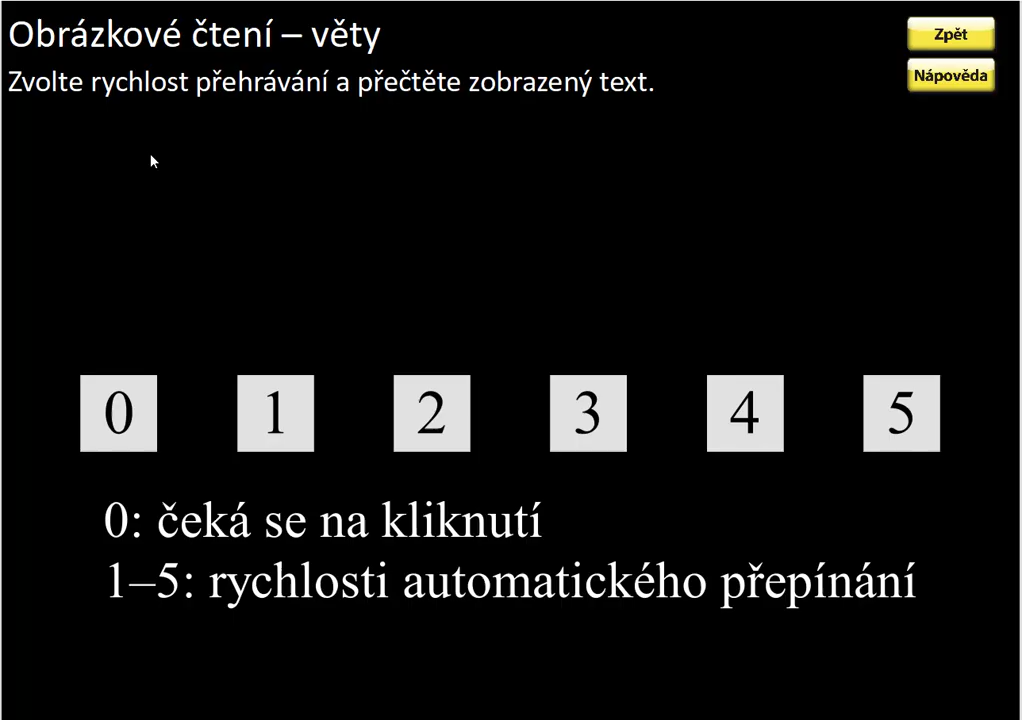 Obrázkové čtení – věty
Zpět
Zvolte rychlost přehrávání a přečtěte zobrazený text.
Nápověda
0 1 2 3 4 5
0: čeká se na kliknutí
1–5: rychlosti automatického přepínání